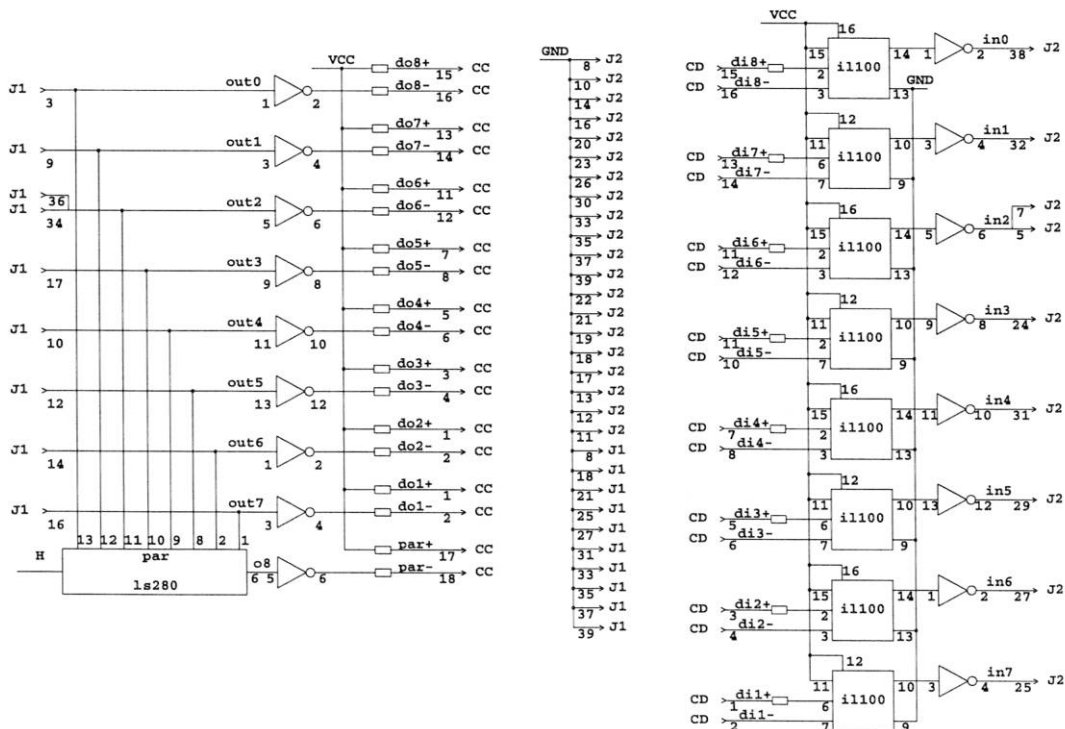 VCC
do8+ 15 CC
J1 3 out0 1 2 do8- 16 CC
do7+ 13 CC
J1 9 out1 3 4 do7- 14 CC
J1 36
do6+ 11 CC
J1 34 out2 5 6 do6- 12 CC
do5+ 7 CC
J1 17 out3 9 8 do5- 8 CC
do4+ 5 CC
J1 10 out4 11 10 do4- 6 CC
do3+ 3 CC
J1 12 out5 13 12 do3- 4 CC
do2+ 1 CC
J1 14 out6 1 2 do2- 2 CC
do1+ 1 CC
J1 16 out7 3 4 do1- 2 CC
13 12 11 10 9 8 2 1
par+ 17 CC
H par ls280 6 o8 5 6 par- 18 CC
GND
8 J2
10 J2
14 J2
16 J2
20 J2
23 J2
26 J2
30 J2
33 J2
35 J2
37 J2
39 J2
22 J2
21 J2
19 J2
18 J2
17 J2
13 J2
12 J2
11 J2
8 J1
18 J1
21 J1
25 J1
27 J1
31 J1
33 J1
35 J1
37 J1
39 J1
VCC
16
15 il100 14 1 2 in0 38 J2
CD 15 di8+ 2
CD 16 di8- 3 13 GND
12
11 il100 10 3 4 in1 32 J2
CD 13 di7+ 6
CD 14 di7- 7 9
16
15 il100 14 5 6 in2 7 J2
5 J2
CD 11 di6+ 2
CD 12 di6- 3 13
12
11 il100 10 9 8 in3 24 J2
CD 11 di5+ 2
CD 10 di5- 7 9
16
15 il100 14 11 10 in4 31 J2
CD 7 di4+ 2
CD 8 di4- 3 13
12
11 il100 10 13 12 in5 29 J2
CD 5 di3+ 6
CD 6 di3- 7 9
16
15 il100 14 1 2 in6 27 J2
CD 3 di2+ 2
CD 4 di2- 3 13
12
11 il100 10 3 4 in7 25 J2
CD 1 di1+ 6
CD 2 di1- 7 9